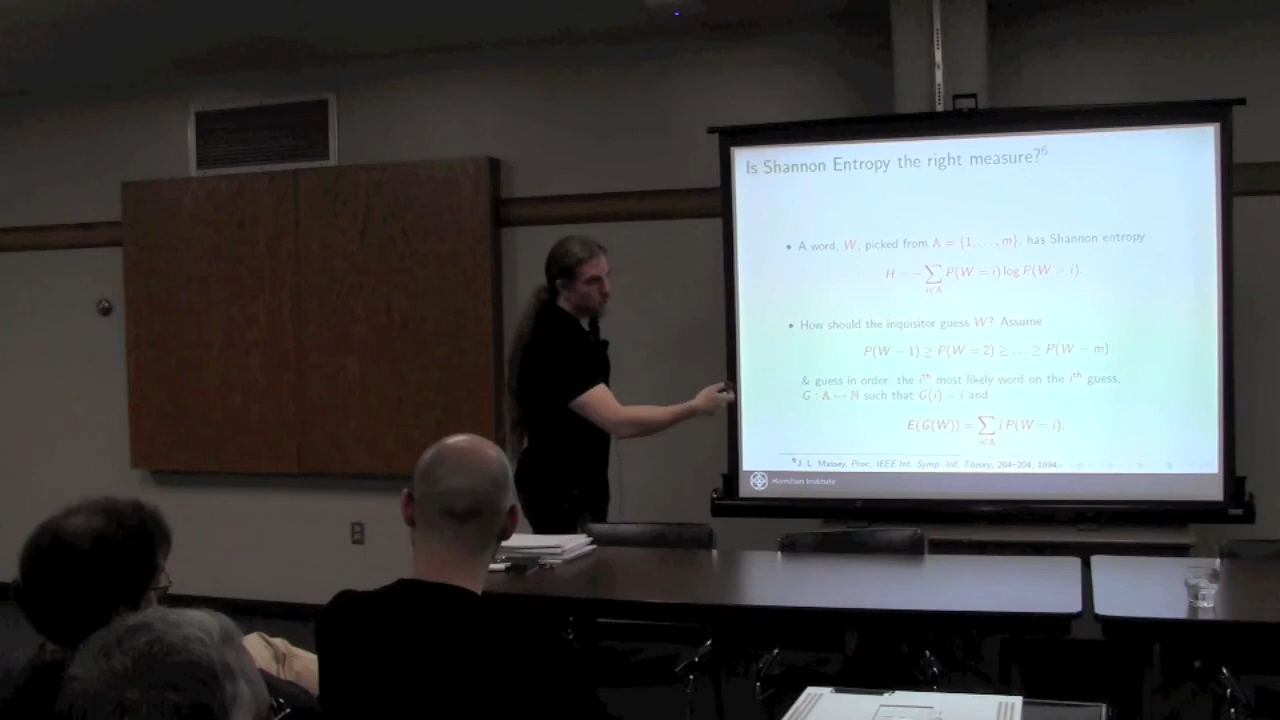 Is Shannon Entropy the right measure?⁶
• A word, W, picked from 𝔸 = {1, . . . , m}, has Shannon entropy
H = −∑ P(W = i) log P(W = i).
i∈𝔸
• How should the inquisitor guess W? Assume
P(W = 1) ≥ P(W = 2) ≥ . . . ≥ P(W = m)
& guess in order: the iᵗʰ most likely word on the iᵗʰ guess,
G : 𝔸 ↦ ℕ such that G(i) = i and
E(G(W)) = ∑ i P(W = i).
i∈𝔸
⁶J. L. Massey, Proc. IEEE Int. Symp. Inf. Theory, 204–204, 1994.
Hamilton Institute